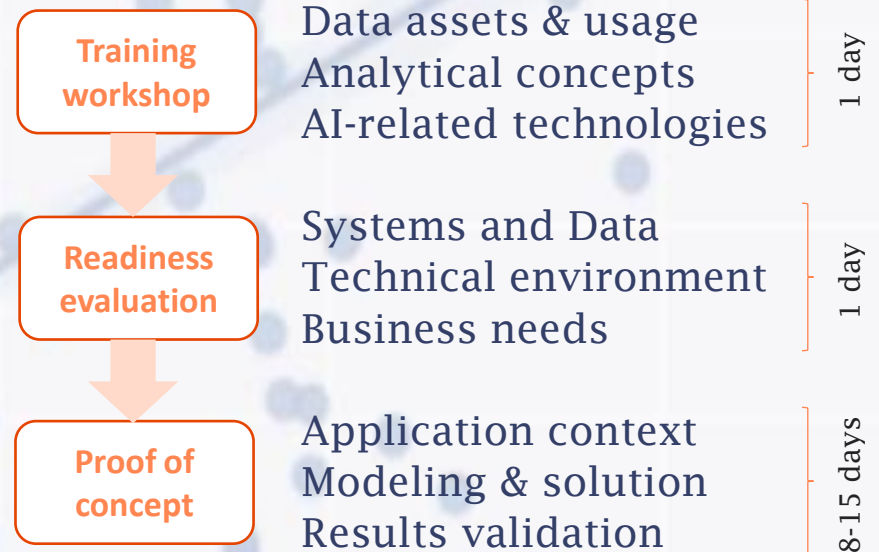 Training
workshop
Data assets & usage
Analytical concepts
AI-related technologies
1 day
Readiness
evaluation
Systems and Data
Technical environment
Business needs
1 day
Proof of
concept
Application context
Modeling & solution
Results validation
8-15 days